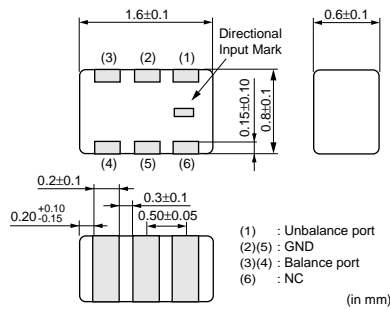 1.6±0.1
0.6±0.1
Directional
Input Mark
(3) (2) (1)
0.15±0.10
0.8±0.1
(4) (5) (6)
0.2±0.1
0.3±0.1
0.20 +0.10 -0.15
0.50±0.05
(1) : Unbalance port
(2)(5) : GND
(3)(4) : Balance port
(6) : NC
(in mm)